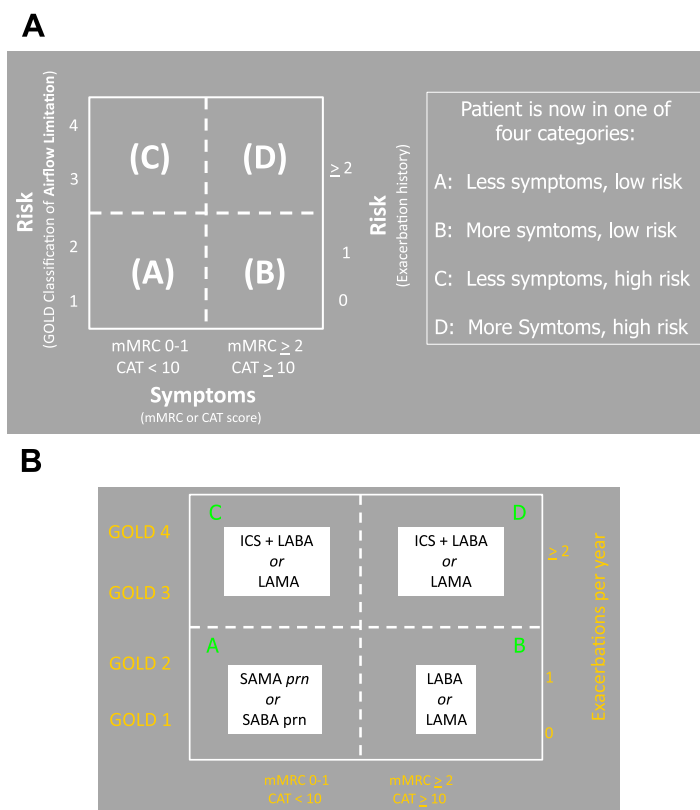 A
Risk
(GOLD Classification of Airflow Limitation)
4
3
2
1
(C)
(D)
(A)
(B)
≥ 2
1
0
Risk
(Exacerbation history)
mMRC 0-1
CAT < 10
mMRC ≥ 2
CAT ≥ 10
Symptoms
(mMRC or CAT score)
Patient is now in one of
four categories:
A: Less symptoms, low risk
B: More symtoms, low risk
C: Less symptoms, high risk
D: More Symtoms, high risk
B
GOLD 4
GOLD 3
GOLD 2
GOLD 1
C
ICS + LABA
or
LAMA
D
ICS + LABA
or
LAMA
A
SAMA prn
or
SABA prn
B
LABA
or
LAMA
≥ 2
1
0
Exacerbations per year
mMRC 0-1
CAT < 10
mMRC ≥ 2
CAT ≥ 10